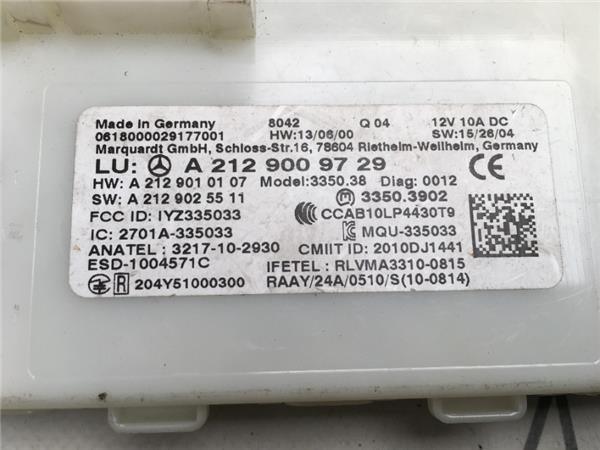 Made in Germany 8042 Q 04 12V 10A DC
0618000029177001 HW:13/06/00 SW:15/26/04
Marquardt GmbH, Schloss-Str.16, 78604 Rietheim-Weilheim, Germany
LU: A 212 900 97 29 CE
HW: A 212 901 01 07 Model:3350.38 Diag: 0012
SW: A 212 902 55 11 3350.3902
FCC ID: IYZ335033 CCAB10LP4430T9
IC: 2701A-335033 MQU-335033
ANATEL : 3217-10-2930 CMIIT ID: 2010DJ1441
ESD-1004571C IFETEL : RLVMA3310-0815
R 204Y51000300 RAAY/24A/0510/S(10-0814)